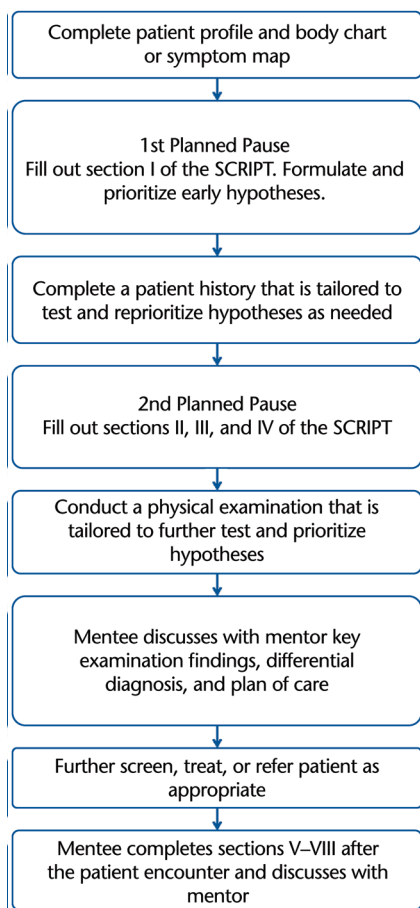 Complete patient profile and body chart
or symptom map
1st Planned Pause
Fill out section I of the SCRIPT. Formulate and
prioritize early hypotheses.
Complete a patient history that is tailored to
test and reprioritize hypotheses as needed
2nd Planned Pause
Fill out sections II, III, and IV of the SCRIPT
Conduct a physical examination that is
tailored to further test and prioritize
hypotheses
Mentee discusses with mentor key
examination findings, differential
diagnosis, and plan of care
Further screen, treat, or refer patient as
appropriate
Mentee completes sections V–VIII after
the patient encounter and discusses with
mentor